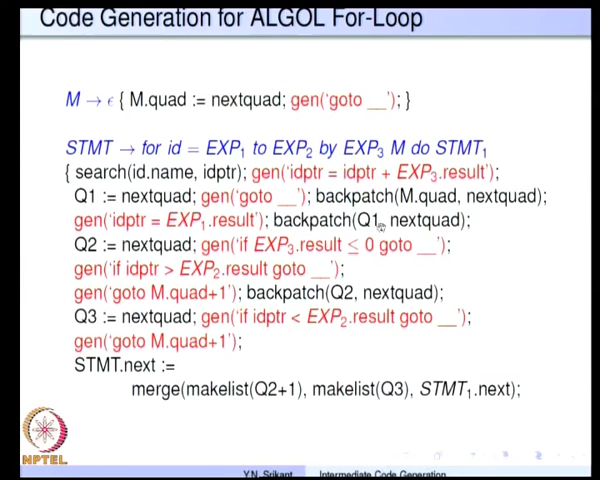 Code Generation for ALGOL For-Loop
M → ϵ { M.quad := nextquad; gen(‘goto __’); }
STMT → for id = EXP₁ to EXP₂ by EXP₃ M do STMT₁
{ search(id.name, idptr); gen(‘idptr = idptr + EXP₃.result’);
Q1 := nextquad; gen(‘goto __’); backpatch(M.quad, nextquad);
gen(‘idptr = EXP₁.result’); backpatch(Q1, nextquad);
Q2 := nextquad; gen(‘if EXP₃.result ≤ 0 goto __’);
gen(‘if idptr > EXP₂.result goto __’);
gen(‘goto M.quad+1’); backpatch(Q2, nextquad);
Q3 := nextquad; gen(‘if idptr < EXP₂.result goto __’);
gen(‘goto M.quad+1’);
STMT.next :=
merge(makelist(Q2+1), makelist(Q3), STMT₁.next);
NPTEL
Y.N. Srikant Intermediate Code Generation